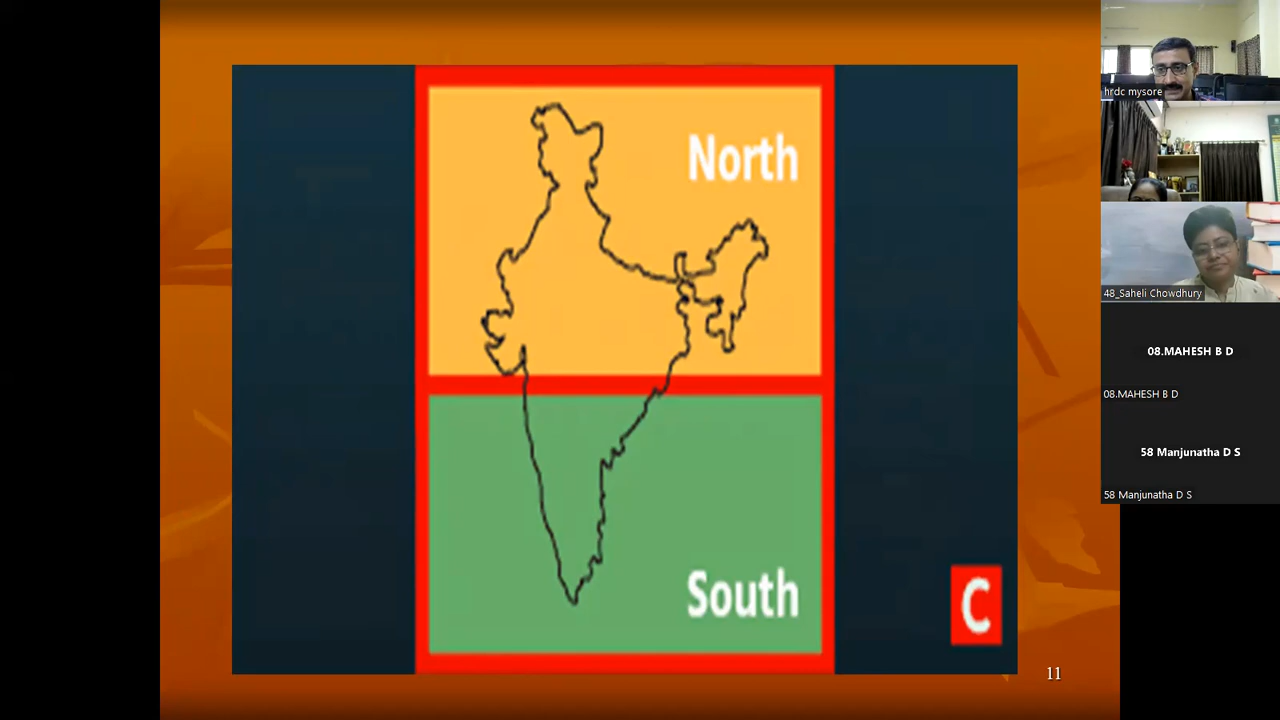 North
South
C
11
hrdc mysore
48_Saheli Chowdhury
08.MAHESH B D
08.MAHESH B D
58 Manjunatha D S
58 Manjunatha D S